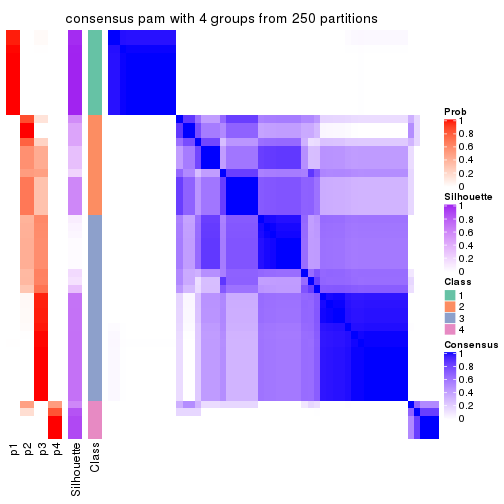 consensus pam with 4 groups from 250 partitions
Prob
1
0.8
0.6
0.4
0.2
0
Silhouette
1
0.8
0.6
0.4
0.2
0
Class
1
2
3
4
Consensus
1
0.8
0.6
0.4
0.2
0
p1
p2
p3
p4
Silhouette
Class